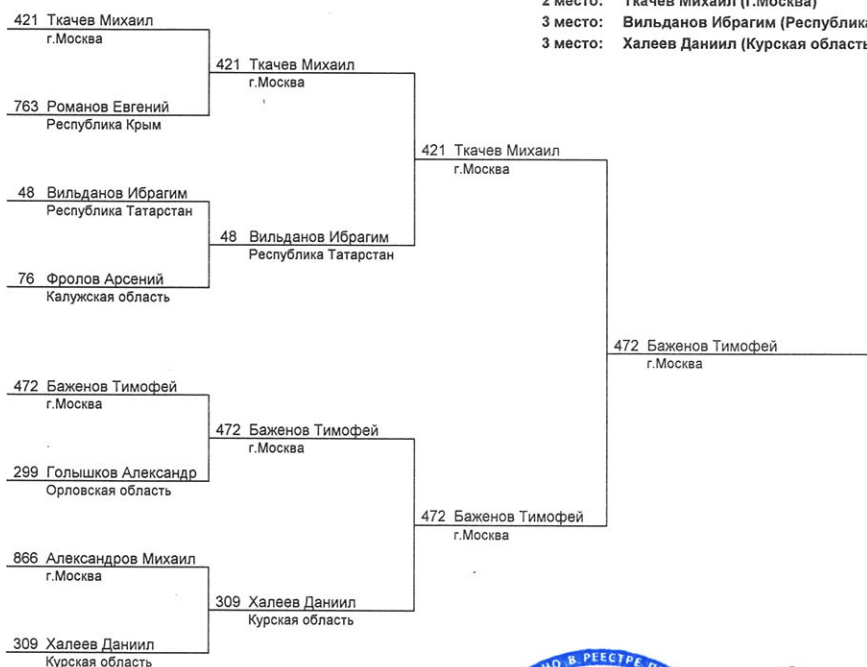 2 место: Ткачев Михаил (г.Москва)
3 место: Вильданов Ибрагим (Республика
3 место: Халеев Даниил (Курская область
421 Ткачев Михаил
г.Москва
421 Ткачев Михаил
г.Москва
763 Романов Евгений
Республика Крым
421 Ткачев Михаил
г.Москва
48 Вильданов Ибрагим
Республика Татарстан
48 Вильданов Ибрагим
Республика Татарстан
76 Фролов Арсений
Калужская область
472 Баженов Тимофей
г.Москва
472 Баженов Тимофей
г.Москва
472 Баженов Тимофей
г.Москва
299 Голышков Александр
Орловская область
472 Баженов Тимофей
г.Москва
866 Александров Михаил
г.Москва
309 Халеев Даниил
Курская область
309 Халеев Даниил
Курская область
В РЕЕСТРЕ